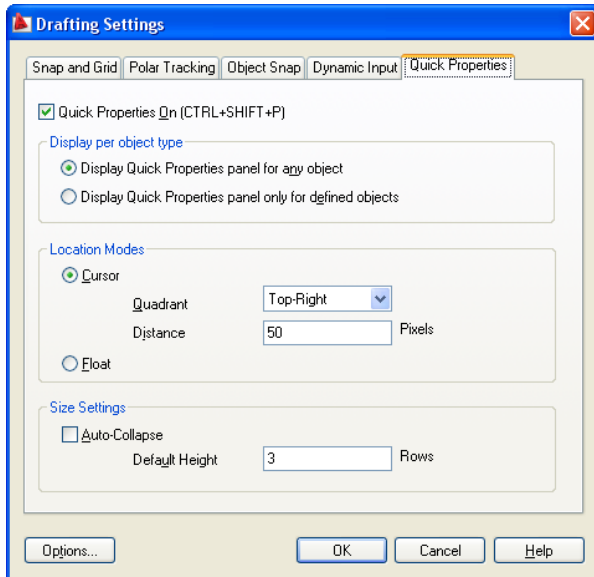 Drafting Settings
Snap and Grid Polar Tracking Object Snap Dynamic Input Quick Properties
Quick Properties On (CTRL+SHIFT+P)
Display per object type
Display Quick Properties panel for any object
Display Quick Properties panel only for defined objects
Location Modes
Cursor
Quadrant Top-Right
Distance 50 Pixels
Float
Size Settings
Auto-Collapse
Default Height 3 Rows
Options... OK Cancel Help